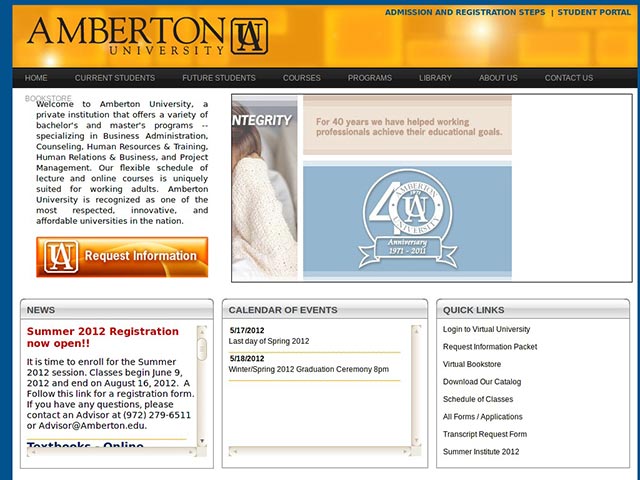 AMBERTON
UNIVERSITY
ADMISSION AND REGISTRATION STEPS | STUDENT PORTAL
HOME CURRENT STUDENTS FUTURE STUDENTS COURSES PROGRAMS LIBRARY ABOUT US CONTACT US
BOOKSTORE
Welcome to Amberton University, a
private institution that offers a variety of
bachelor's and master's programs --
specializing in Business Administration,
Counseling, Human Resources & Training,
Human Relations & Business, and Project
Management. Our flexible schedule of
lecture and online courses is uniquely
suited for working adults. Amberton
University is recognized as one of the
most respected, innovative, and
affordable universities in the nation.
Request Information
NTEGRITY
For 40 years we have helped working
professionals achieve their educational goals.
40
AMBERTON
UNIVERSITY
Anniversary
1971 - 2011
NEWS
Summer 2012 Registration
now open!!
It is time to enroll for the Summer
2012 session. Classes begin June 9,
2012 and end on August 16, 2012. A
Follow this link for a registration form.
If you have any questions, please
contact an Advisor at (972) 279-6511
or Advisor@Amberton.edu.
Textbooks - Online
CALENDAR OF EVENTS
5/17/2012
Last day of Spring 2012
5/18/2012
Winter/Spring 2012 Graduation Ceremony 8pm
QUICK LINKS
Login to Virtual University
Request Information Packet
Virtual Bookstore
Download Our Catalog
Schedule of Classes
All Forms / Applications
Transcript Request Form
Summer Institute 2012